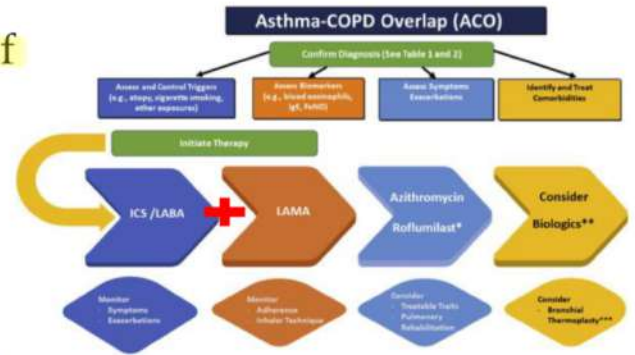 f
Asthma-COPD Overlap (ACO)
Confirm Diagnosis (See Table 1 and 2)
Assess and Control Triggers
(e.g., atopy, cigarette smoking,
other exposures)
Assess Biomarkers
(e.g., blood eosinophils,
IgE, FeNO)
Assess Symptoms
Exacerbations
Identify and Treat
Comorbidities
Initiate Therapy
ICS /LABA
LAMA
Azithromycin
Roflumilast*
Consider
Biologics**
Monitor
- Symptoms
- Exacerbations
Monitor
- Adherence
- Inhaler Technique
Consider
- Treatable Traits
- Pulmonary
Rehabilitation
Consider
- Bronchial
Thermoplasty***